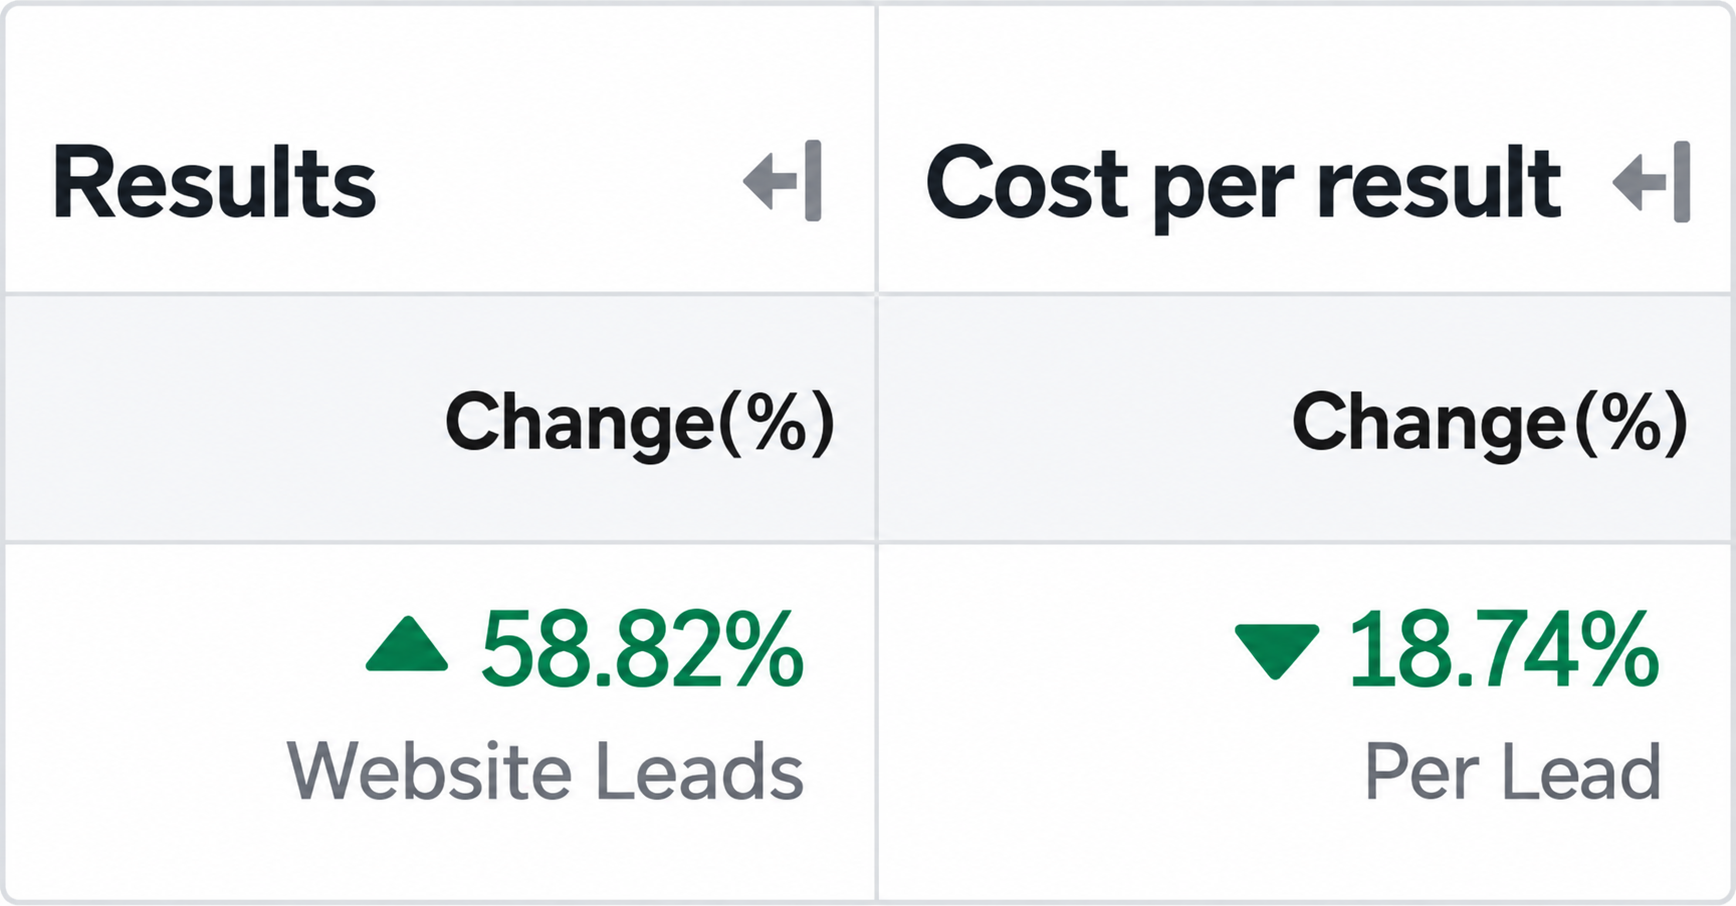 Results
Cost per result
Change(%)
Change(%)
58.82%
Website Leads
18.74%
Per Lead